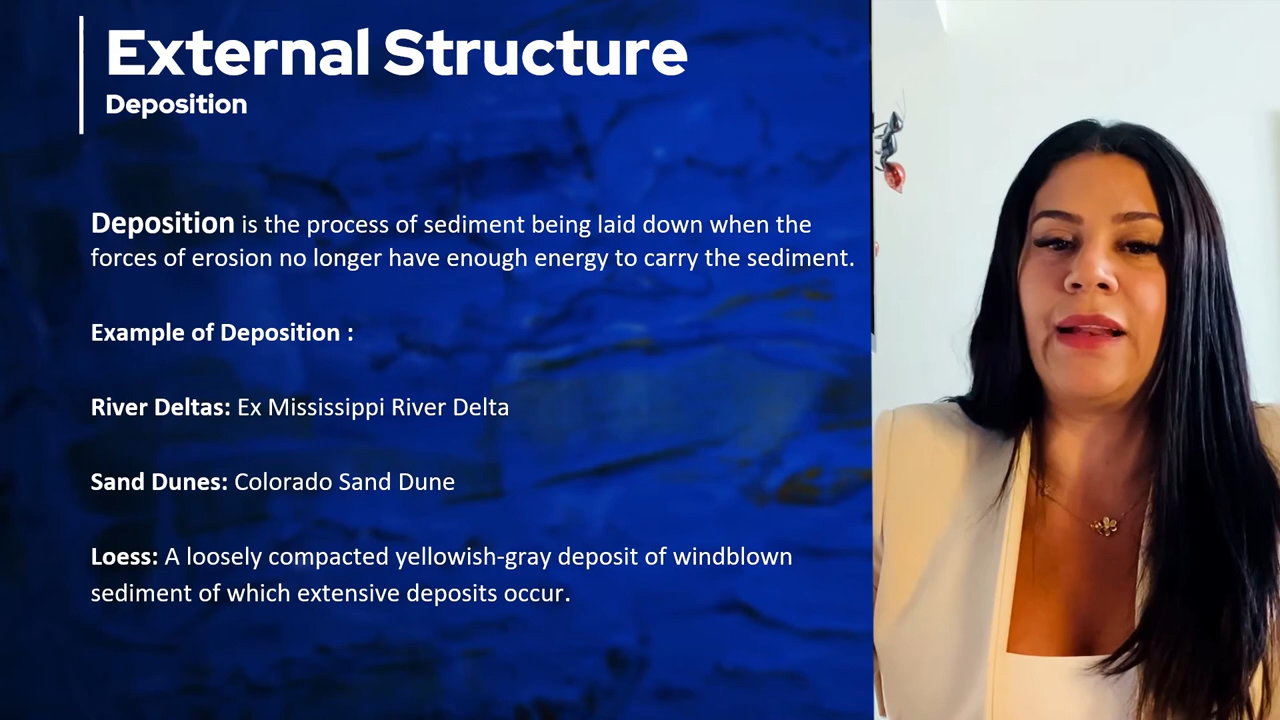 External Structure
Deposition
Deposition is the process of sediment being laid down when the
forces of erosion no longer have enough energy to carry the sediment.
Example of Deposition :
River Deltas: Ex Mississippi River Delta
Sand Dunes: Colorado Sand Dune
Loess: A loosely compacted yellowish-gray deposit of windblown
sediment of which extensive deposits occur.